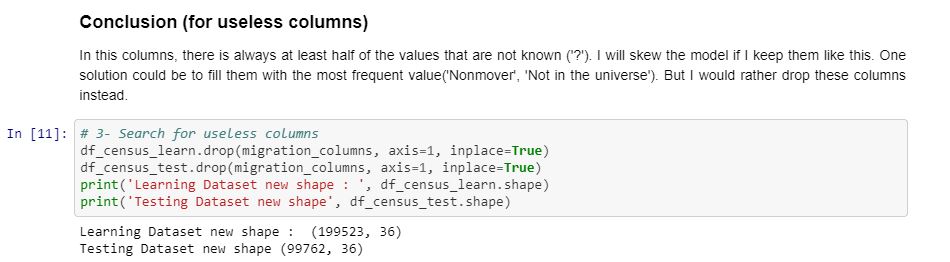 Conclusion (for useless columns)
In this columns, there is always at least half of the values that are not known ('?'). I will skew the model if I keep them like this. One
solution could be to fill them with the most frequent value('Nonmover', 'Not in the universe'). But I would rather drop these columns
instead.
In [11]: # 3- Search for useless columns
df_census_learn.drop(migration_columns, axis=1, inplace=True)
df_census_test.drop(migration_columns, axis=1, inplace=True)
print('Learning Dataset new shape : ', df_census_learn.shape)
print('Testing Dataset new shape', df_census_test.shape)
Learning Dataset new shape :  (199523, 36)
Testing Dataset new shape (99762, 36)